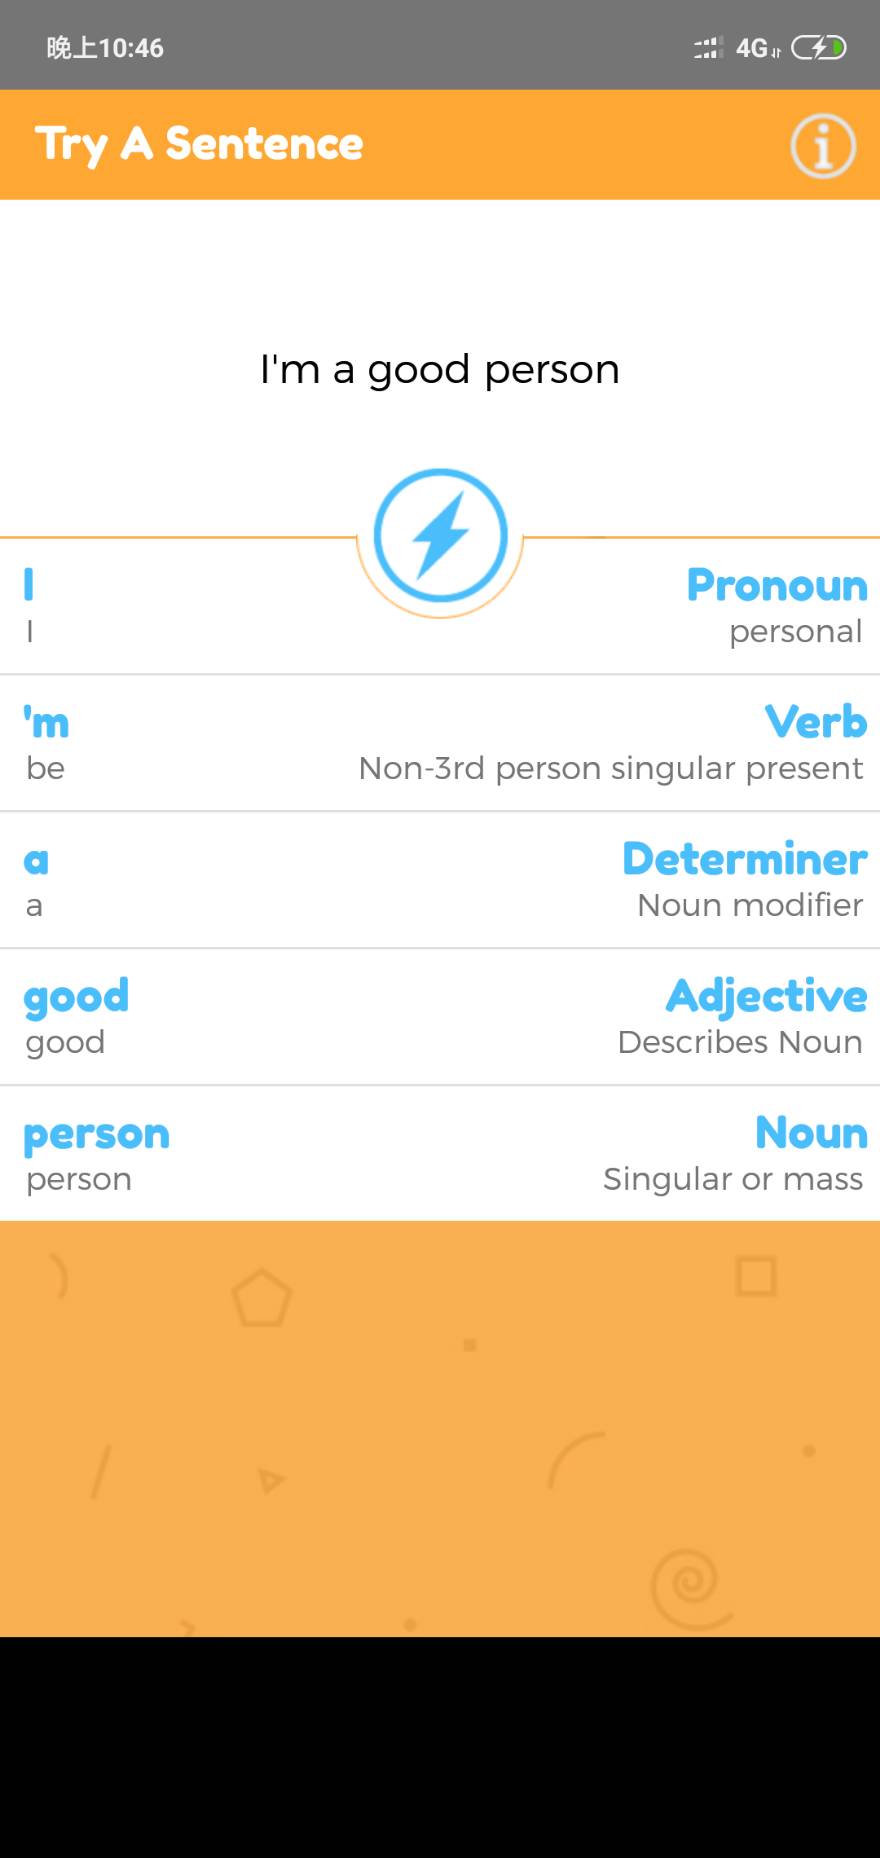 晚上10:46
4G
Try A Sentence
I'm a good person
I
Pronoun
I
personal
'm
Verb
be
Non-3rd person singular present
a
Determiner
a
Noun modifier
good
Adjective
good
Describes Noun
person
Noun
person
Singular or mass